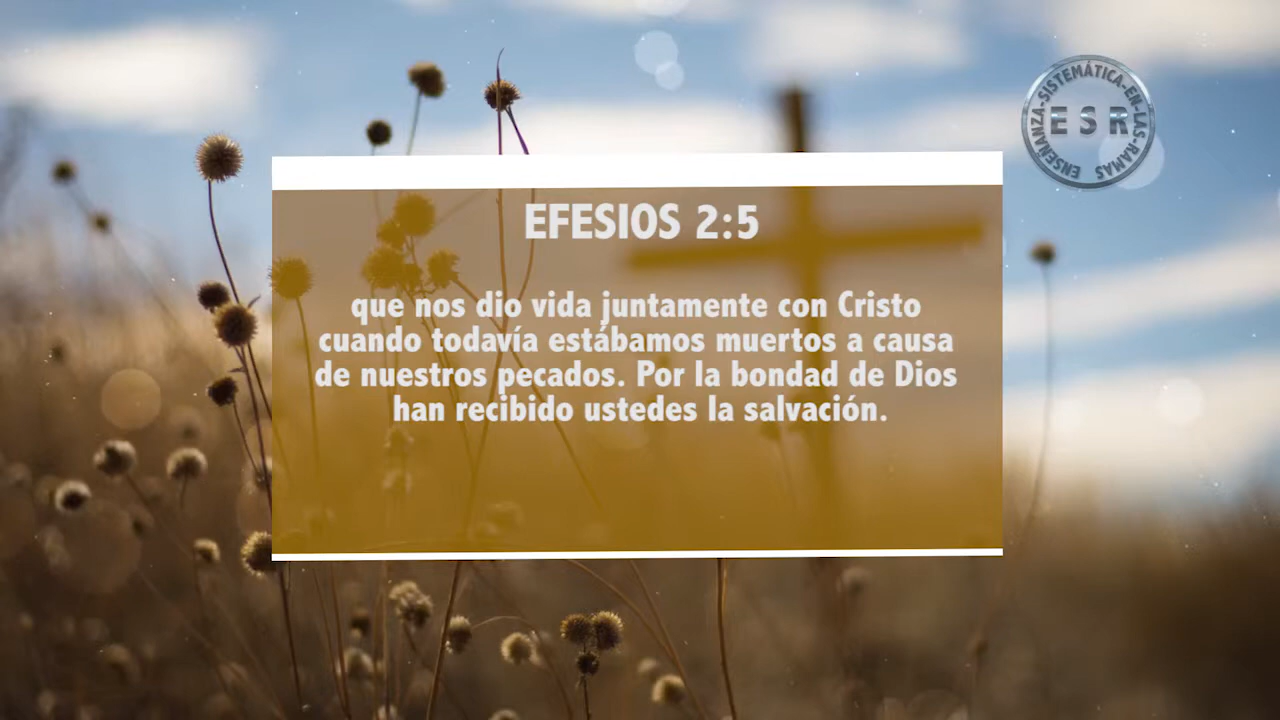 ENSEÑANZA-SISTEMÁTICA-EN-LAS-RAMAS
E S R
EFESIOS 2:5
que nos dio vida juntamente con Cristo
cuando todavía estábamos muertos a causa
de nuestros pecados. Por la bondad de Dios
han recibido ustedes la salvación.